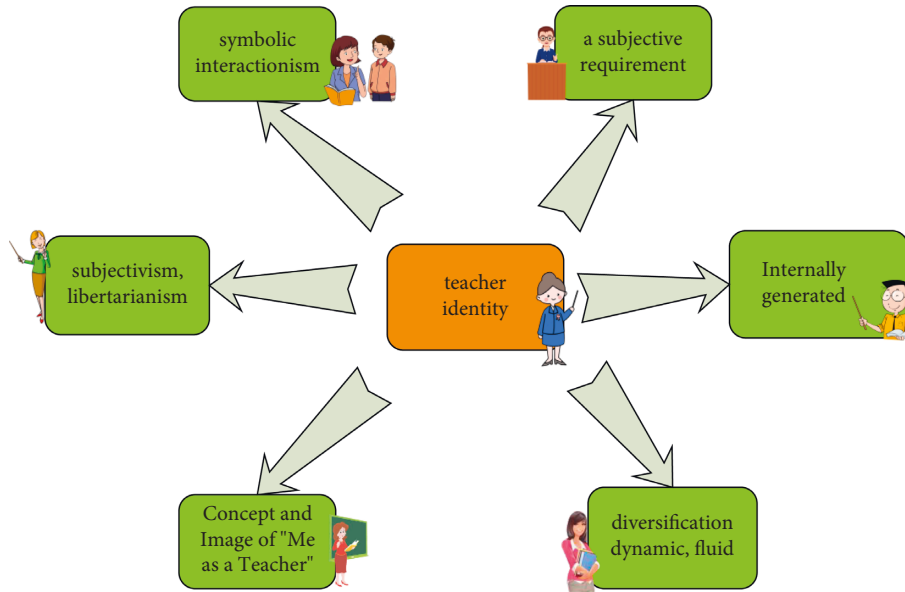 symbolic
interactionism
a subjective
requirement
subjectivism,
libertarianism
teacher
identity
Internally
generated
Concept and
Image of "Me
as a Teacher"
diversification
dynamic, fluid